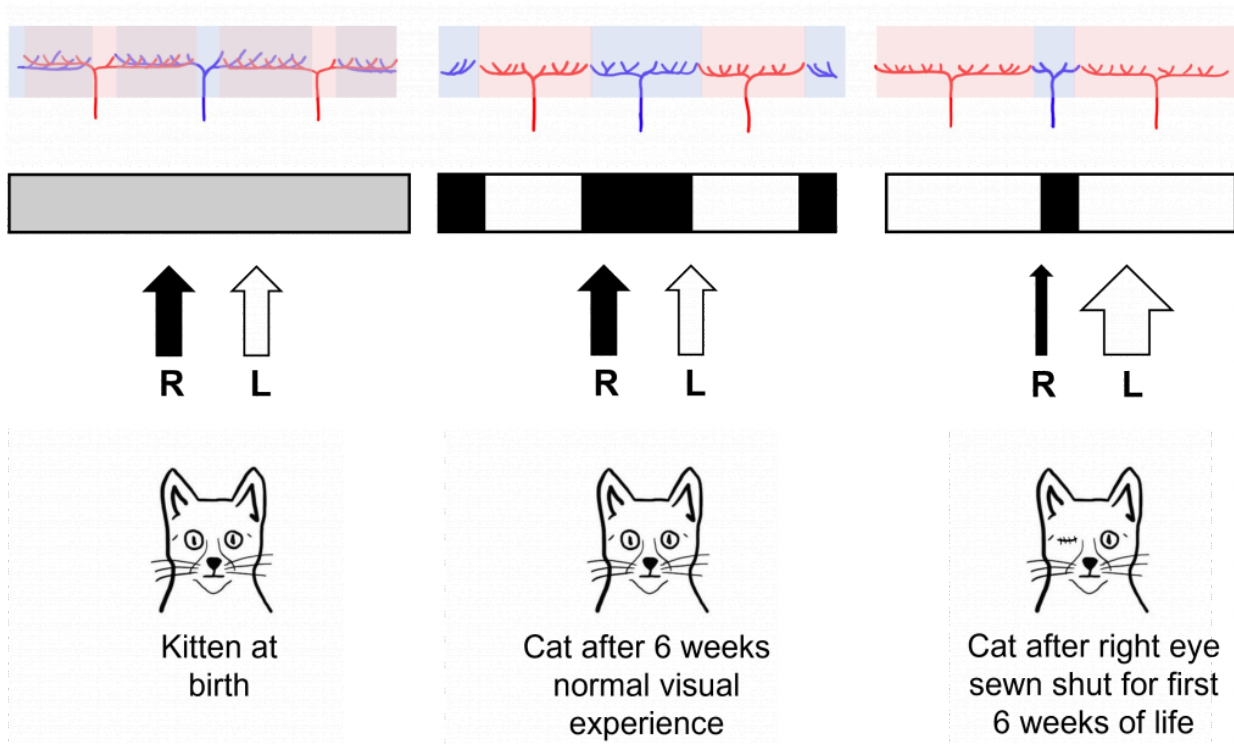 R L
R L
R L
Kitten at
birth
Cat after 6 weeks
normal visual
experience
Cat after right eye
sewn shut for first
6 weeks of life